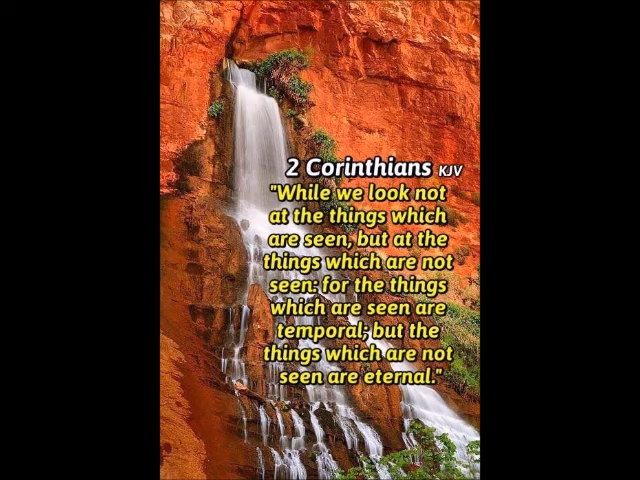 2 Corinthians KJV
"While we look not
at the things which
are seen, but at the
things which are not
seen: for the things
which are seen are
temporal; but the
things which are not
seen are eternal."